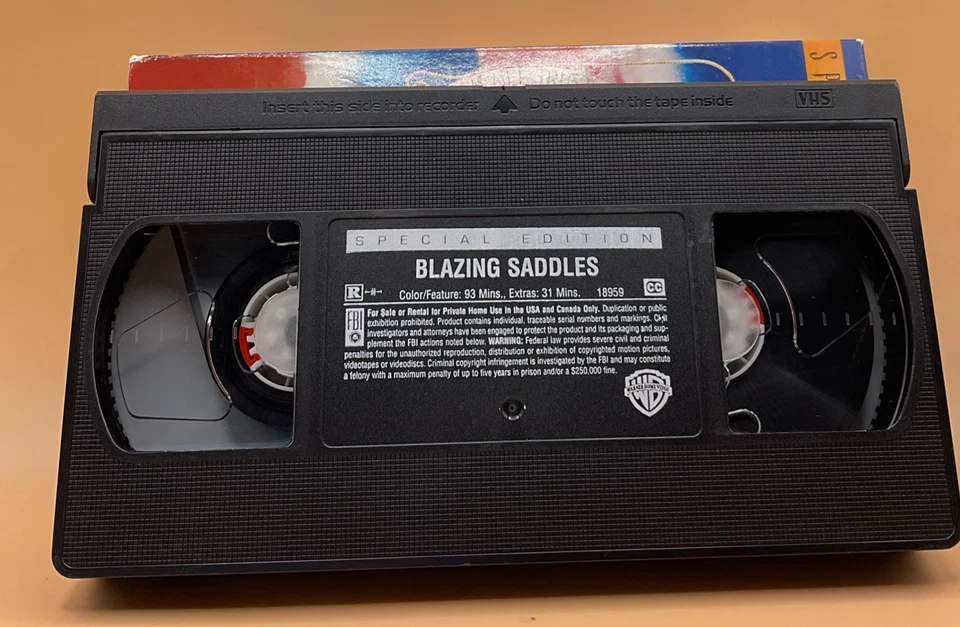 S P
Insert this side into recorder Do not touch the tape inside VHS
SPECIAL EDITION
BLAZING SADDLES
R Color/Feature: 93 Mins., Extras: 31 Mins. 18959 CC
FBI
For Sale or Rental for Private Home Use in the USA and Canada Only. Duplication or public
exhibition prohibited. Product contains individual, traceable serial numbers and markings. Civil
investigators and attorneys have been engaged to protect the product and its packaging and sup-
plement the FBI actions noted below. WARNING: Federal law provides severe civil and criminal
penalties for the unauthorized reproduction, distribution or exhibition of copyrighted motion pictures,
videotapes or videodiscs. Criminal copyright infringement is investigated by the FBI and may constitute
a felony with a maximum penalty of up to five years in prison and/or a $250,000 fine.
WARNER HOME VIDEO